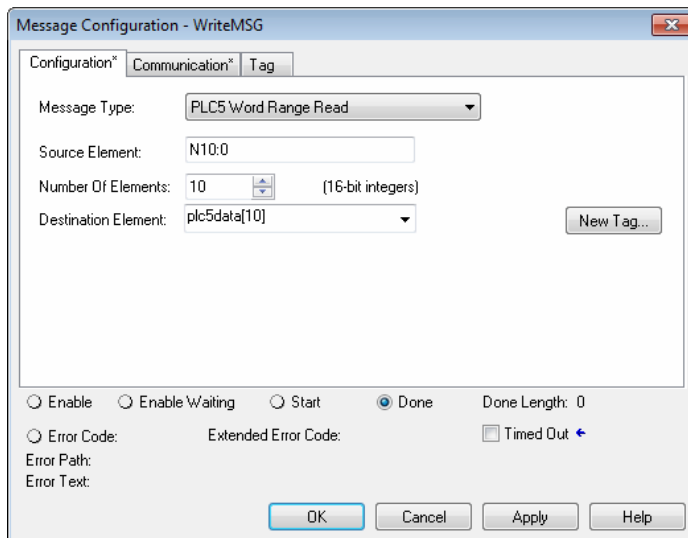 Message Configuration - WriteMSG
Configuration* Communication* Tag
Message Type: PLC5 Word Range Read
Source Element: N10:0
Number Of Elements: 10 (16-bit integers)
Destination Element: plc5data[10] New Tag...
Enable Enable Waiting Start Done Done Length: 0
Error Code: Extended Error Code: Timed Out
Error Path:
Error Text:
OK Cancel Apply Help